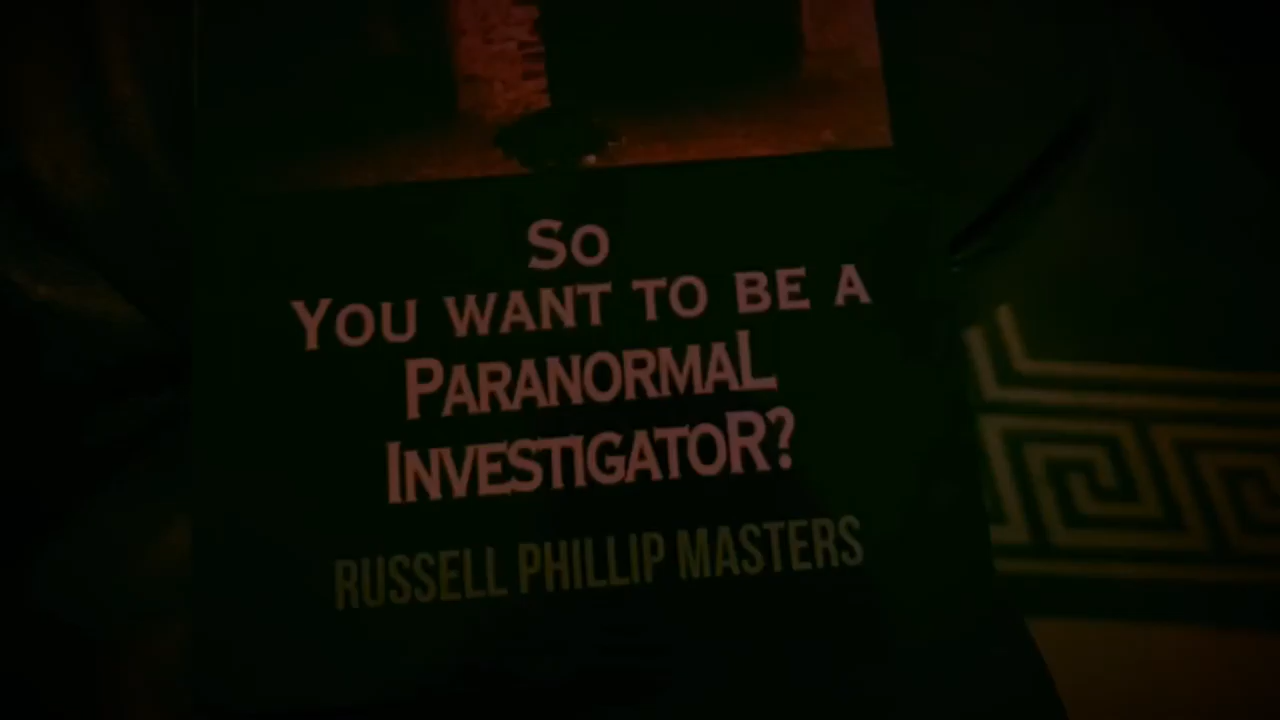 So
You want to be a
Paranormal
Investigator?
RUSSELL PHILLIP MASTERS